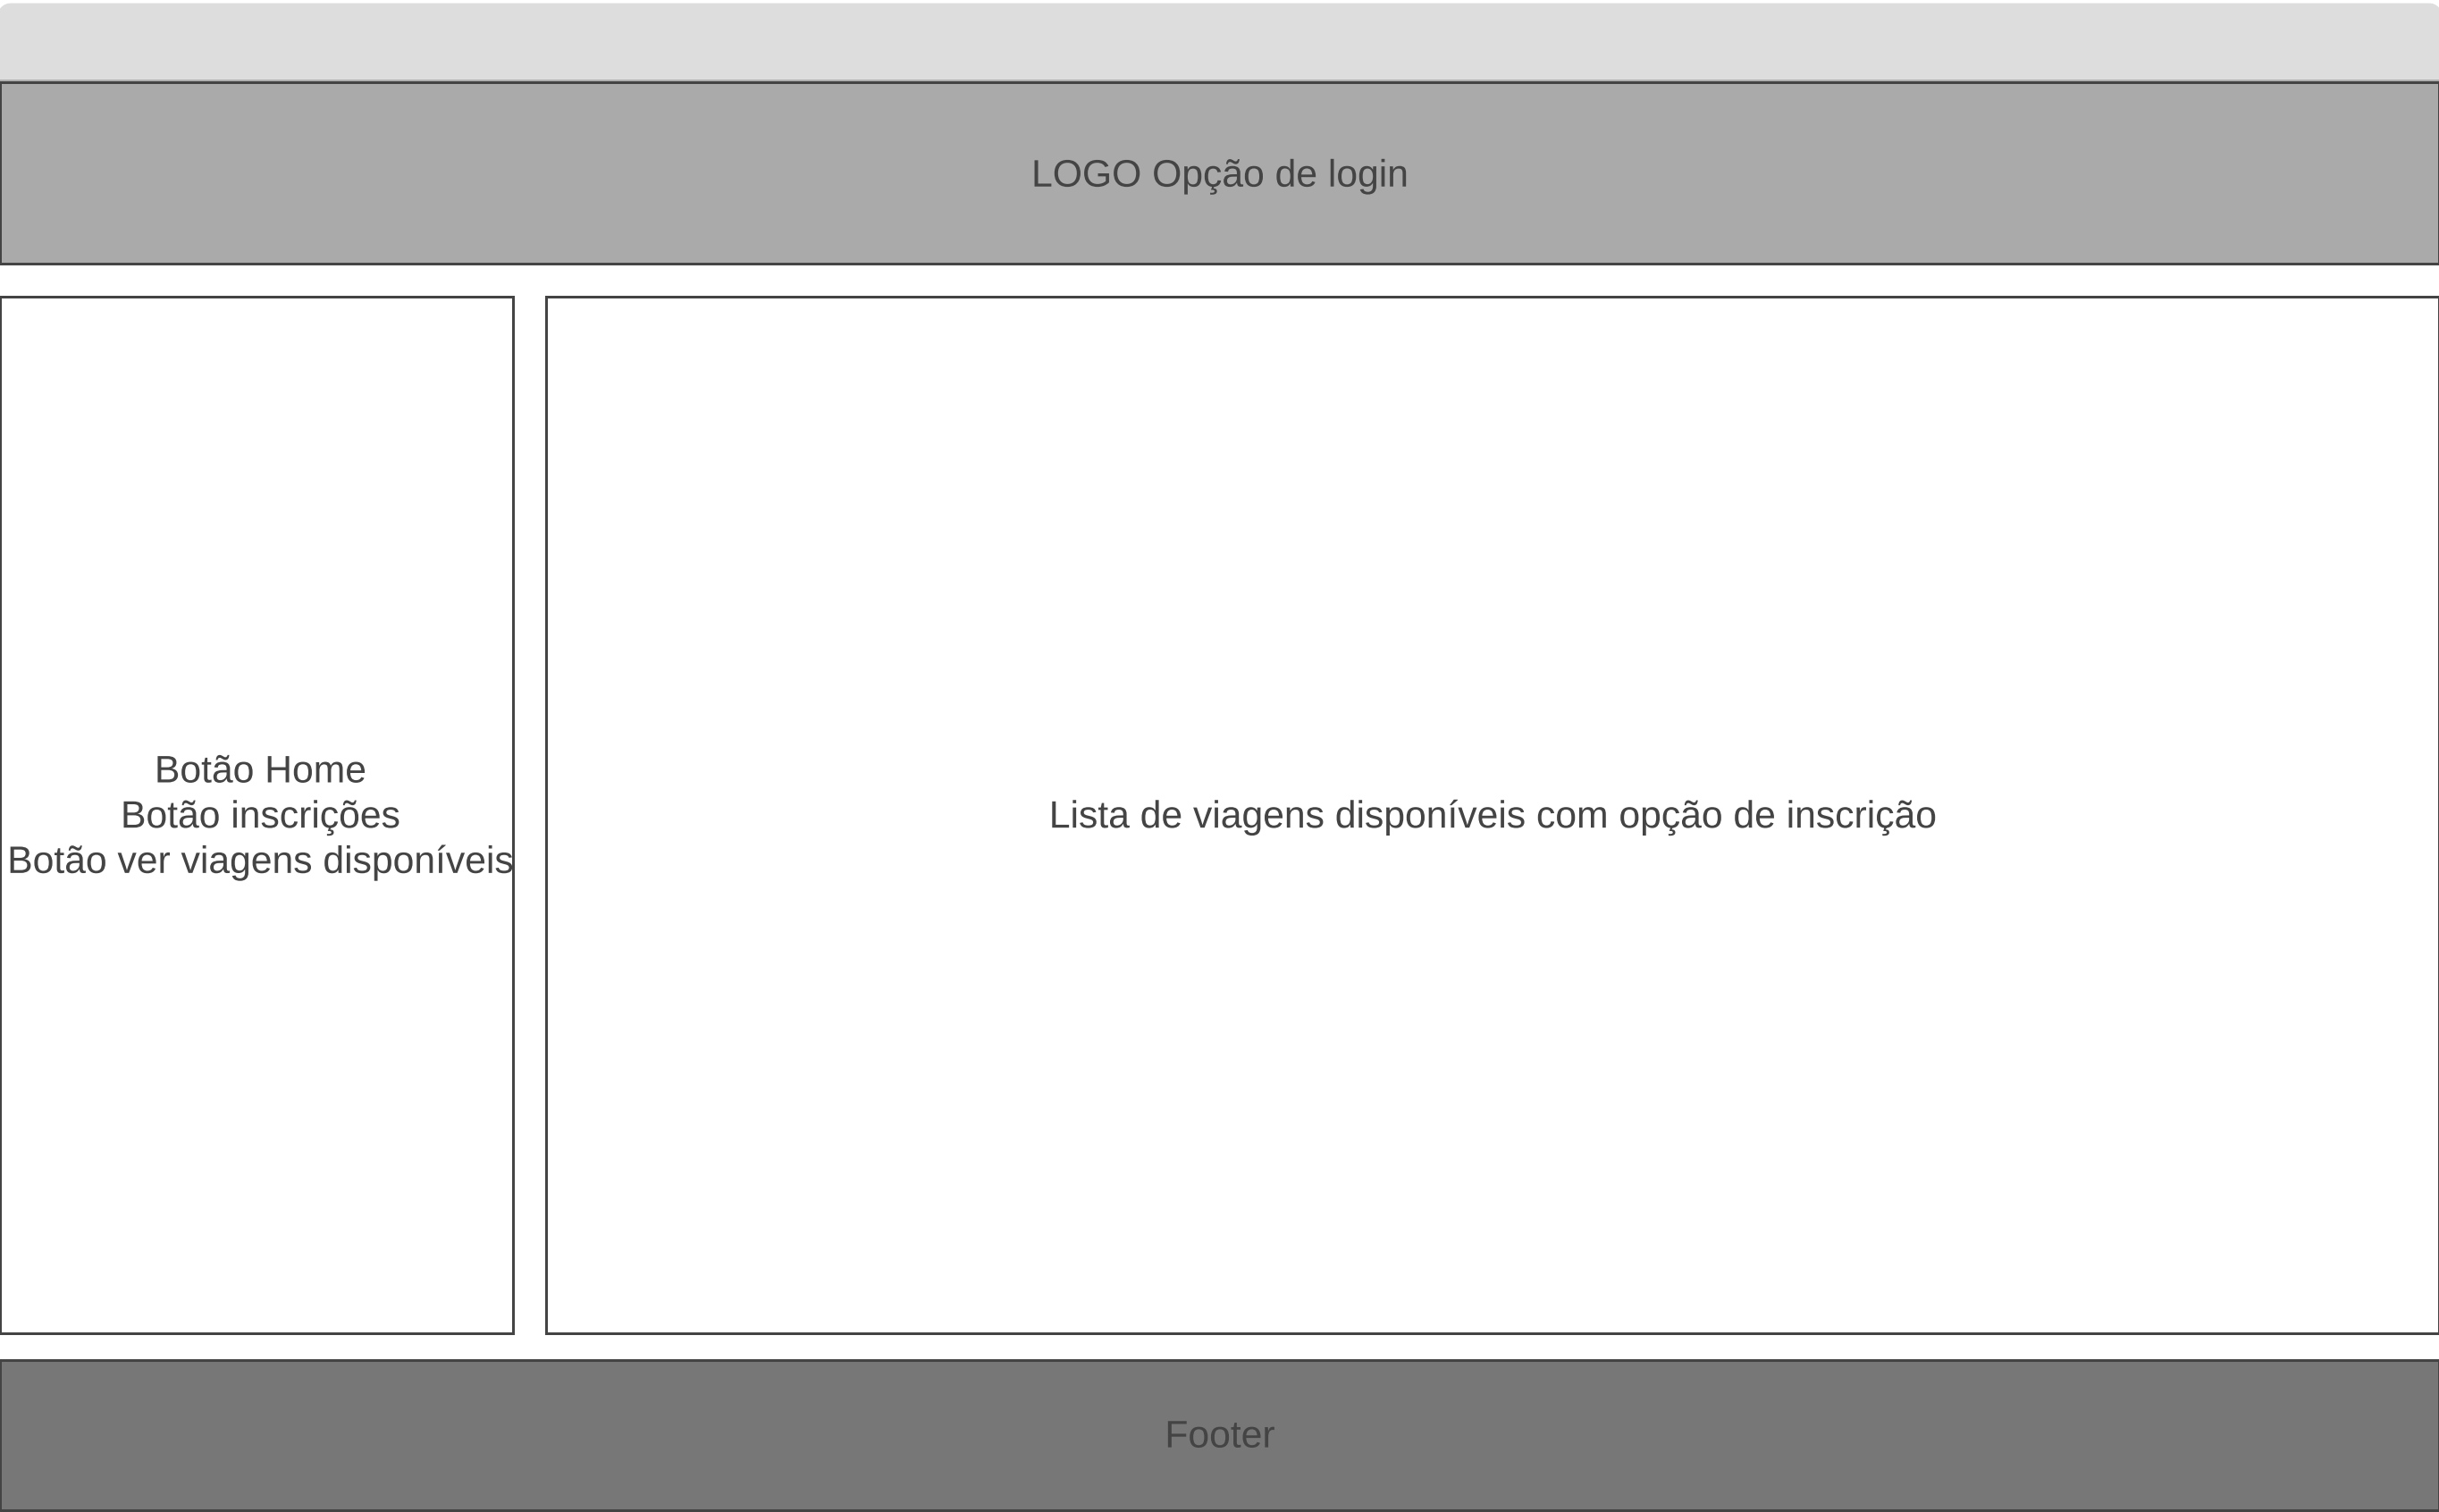 LOGO Opção de login
Botão Home
Botão inscrições
Botão ver viagens disponíveis
Lista de viagens disponíveis com opção de inscrição
Footer